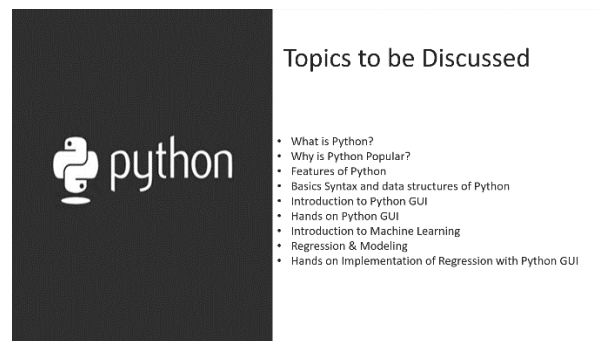 Topics to be Discussed
python
• What is Python?
• Why is Python Popular?
• Features of Python
• Basics Syntax and data structures of Python
• Introduction to Python GUI
• Hands on Python GUI
• Introduction to Machine Learning
• Regression & Modeling
• Hands on Implementation of Regression with Python GUI